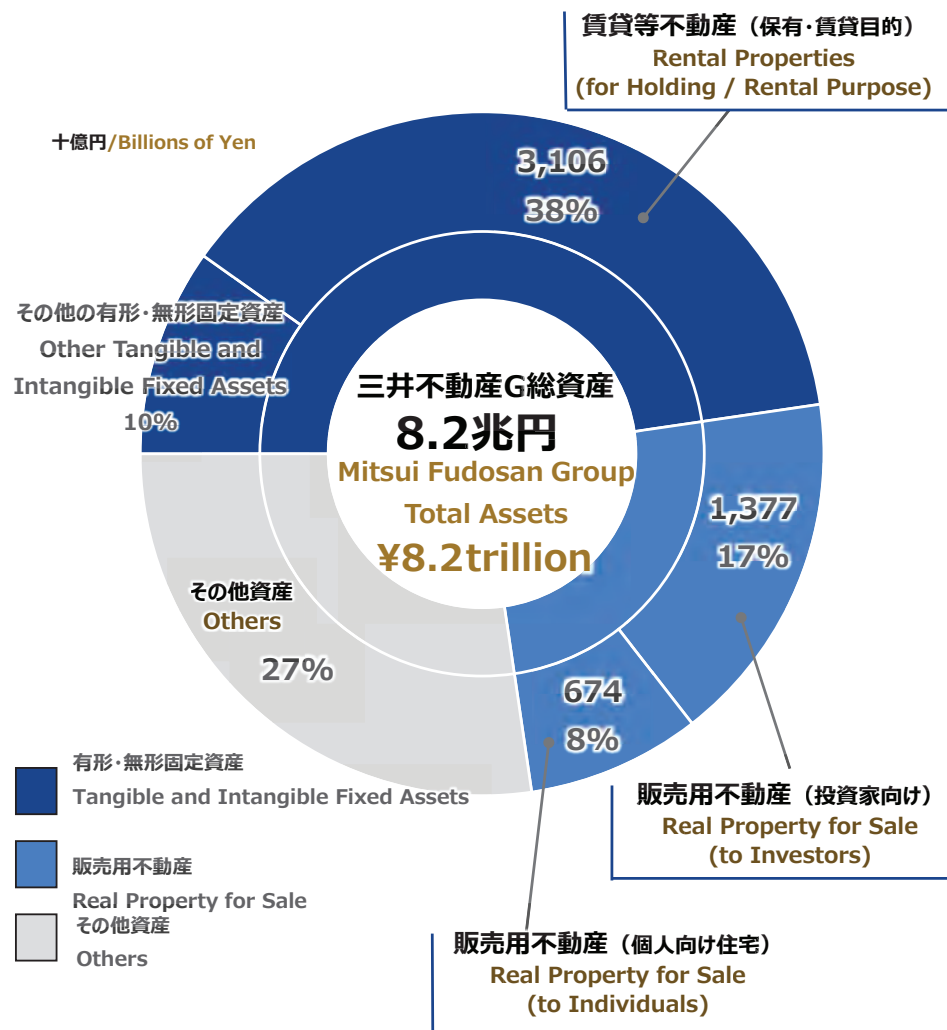 賃貸等不動産（保有・賃貸目的）
Rental Properties
(for Holding / Rental Purpose)
十億円/Billions of Yen
3,106
38%
その他の有形・無形固定資産
Other Tangible and
Intangible Fixed Assets
10%
三井不動産G総資産
8.2兆円
Mitsui Fudosan Group
Total Assets
¥8.2trillion
1,377
17%
その他資産
Others
27%
674
8%
有形・無形固定資産
Tangible and Intangible Fixed Assets
販売用不動産
Real Property for Sale
その他資産
Others
販売用不動産（投資家向け）
Real Property for Sale
(to Investors)
販売用不動産（個人向け住宅）
Real Property for Sale
(to Individuals)